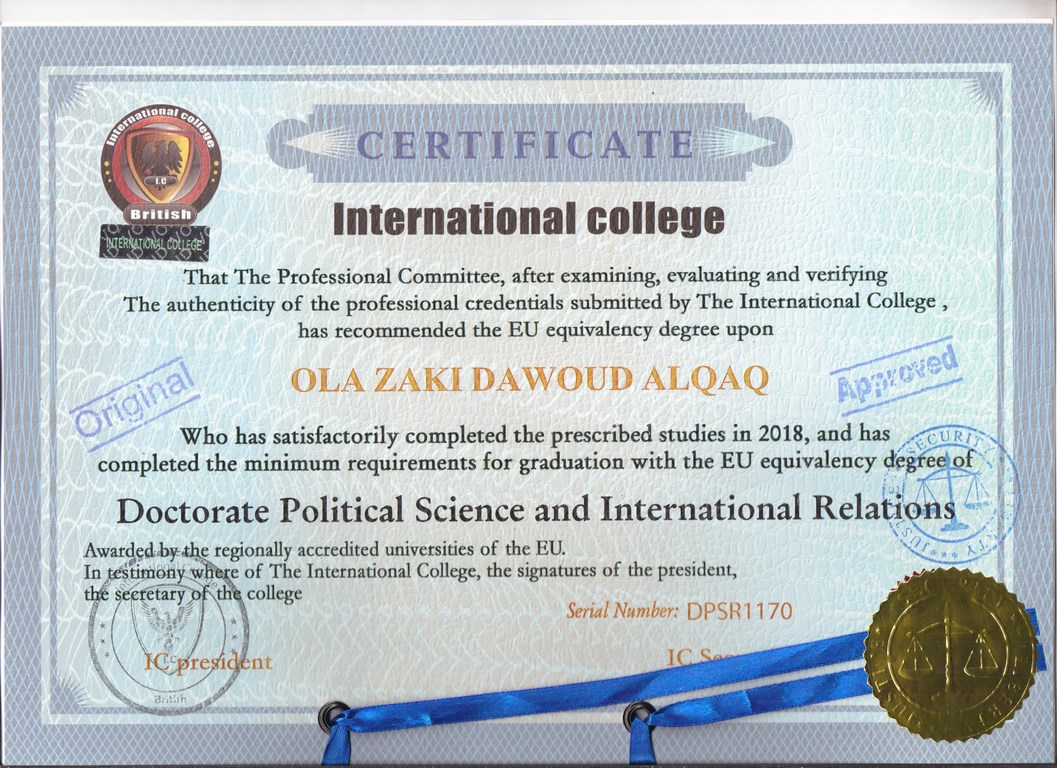 International college
I.C
British
INTERNATIONAL COLLEGE
CERTIFICATE
International college
That The Professional Committee, after examining, evaluating and verifying
The authenticity of the professional credentials submitted by The International College ,
has recommended the EU equivalency degree upon
OLA ZAKI DAWOUD ALQAQ
Original
Approved
Who has satisfactorily completed the prescribed studies in 2018, and has
completed the minimum requirements for graduation with the EU equivalency degree of
SECURITY
Doctorate Political Science and International Relations
Awarded by the regionally accredited universities of the EU.
In testimony where of The International College, the signatures of the president,
the secretary of the college
Serial Number: DPSR1170
IC president
IC
British